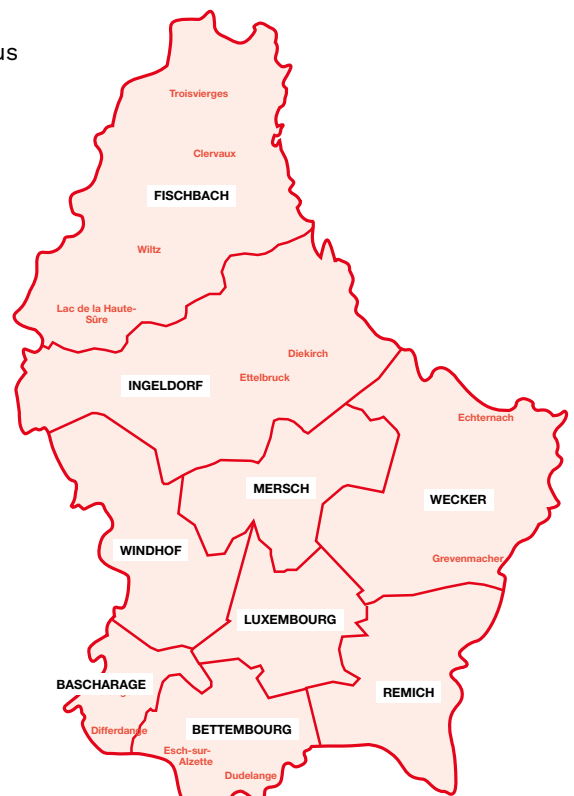 us
Troisvierges
Clervaux
FISCHBACH
Wiltz
Lac de la Haute-
Sûre
Diekirch
Ettelbruck
INGELDORF
Echternach
MERSCH
WECKER
WINDHOF
Grevenmacher
LUXEMBOURG
BASCHARAGE
REMICH
Differdange
BETTEMBOURG
Esch-sur-
Alzette
Dudelange